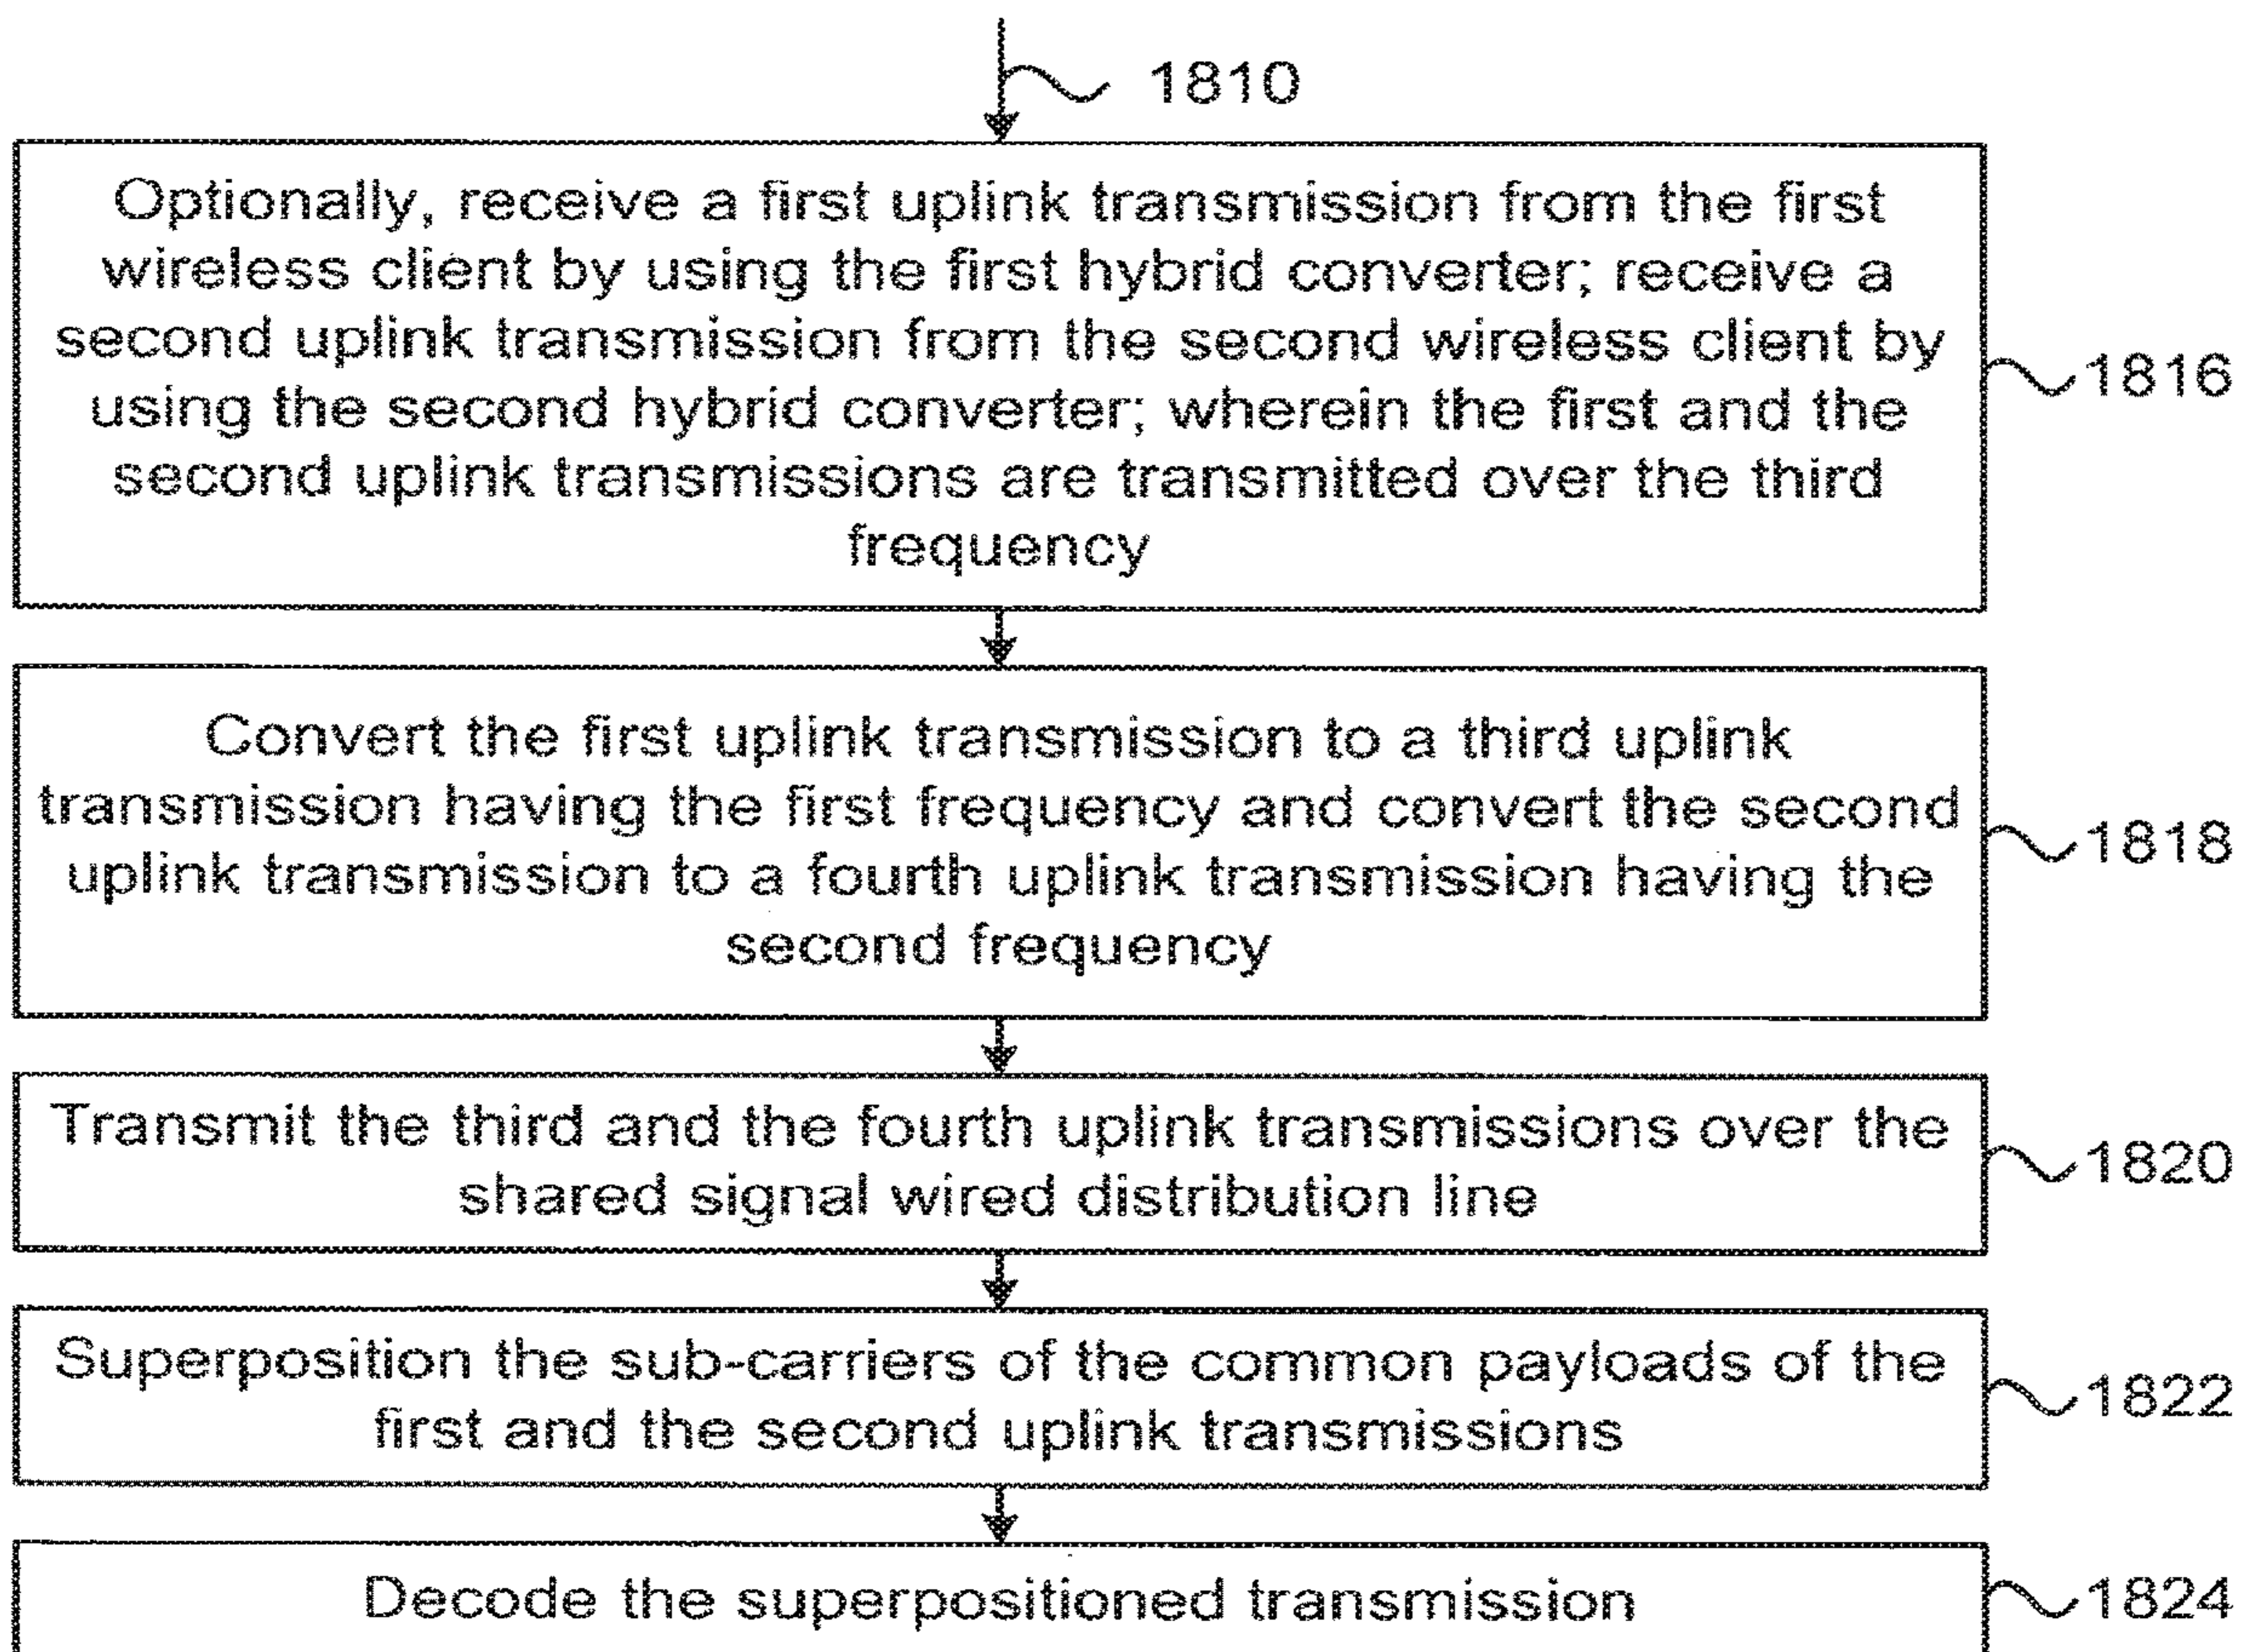 1810
Optionally, receive a first uplink transmission from the first
wireless client by using the first hybrid converter; receive a
second uplink transmission from the second wireless client by
using the second hybrid converter; wherein the first and the
second uplink transmissions are transmitted over the third
frequency
1816
Convert the first uplink transmission to a third uplink
transmission having the first frequency and convert the second
uplink transmission to a fourth uplink transmission having the
second frequency
1818
Transmit the third and the fourth uplink transmissions over the
shared signal wired distribution line
1820
Superposition the sub-carriers of the common payloads of the
first and the second uplink transmissions
1822
Decode the superpositioned transmission
1824